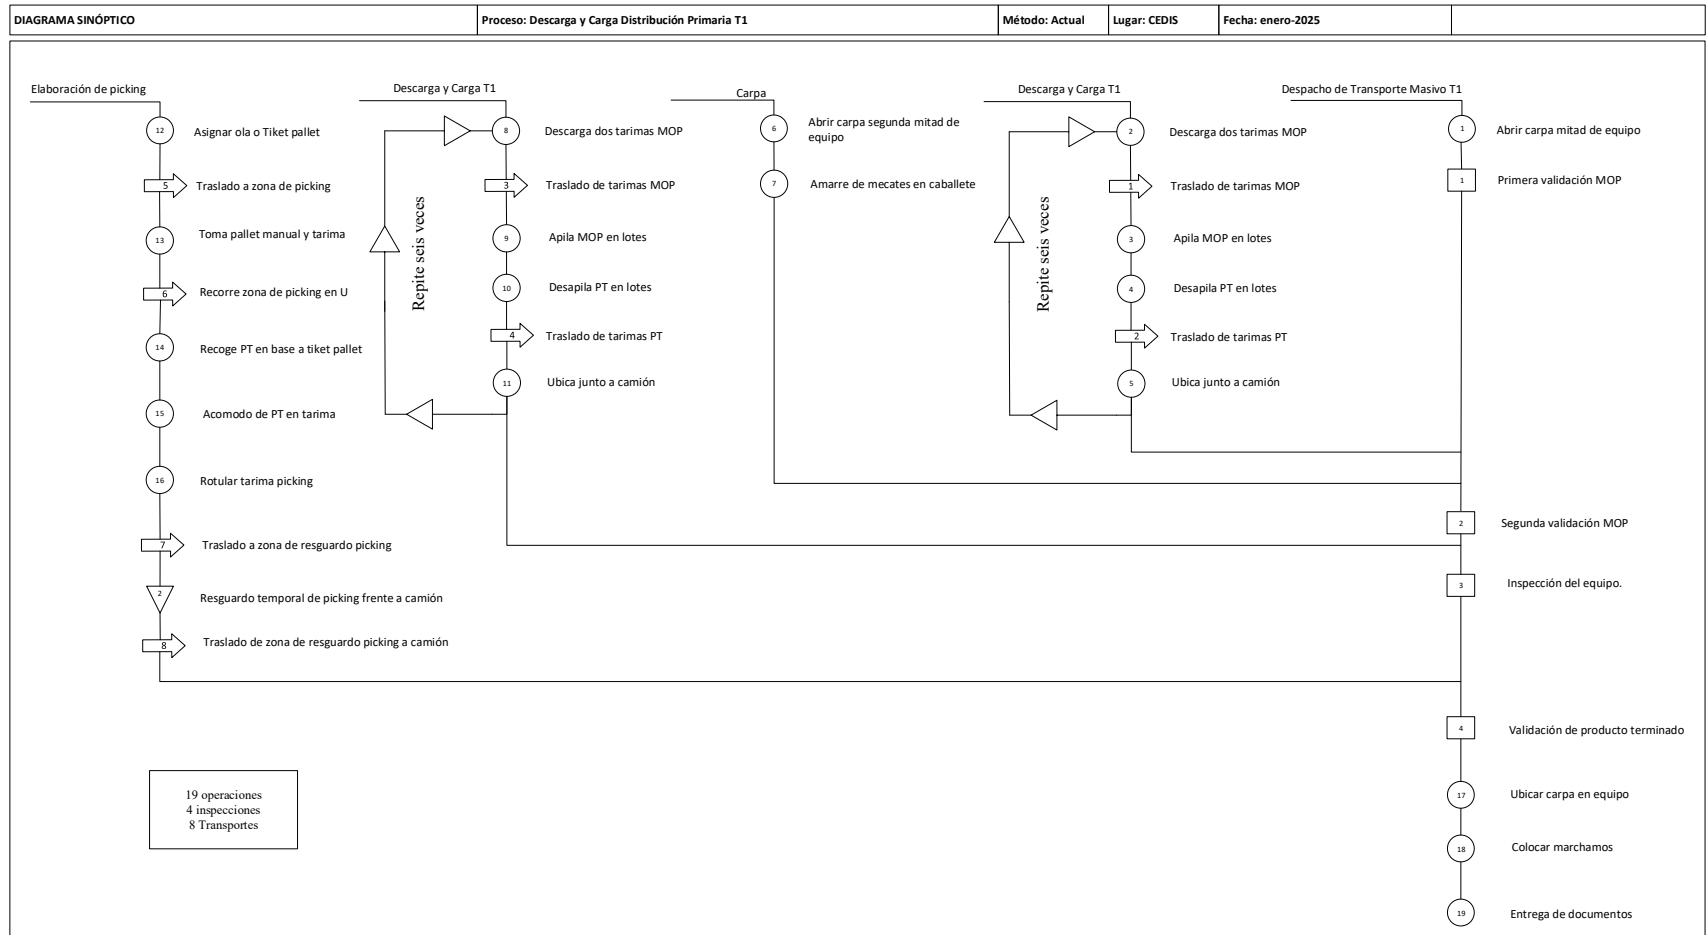 DIAGRAMA SINÓPTICO
Proceso: Descarga y Carga Distribución Primaria T1
Método: Actual
Lugar: CEDIS
Fecha: enero-2025
Elaboración de picking
12
Asignar ola o Tiket pallet
5
Traslado a zona de picking
13
Toma pallet manual y tarima
6
Recorre zona de picking en U
14
Recoge PT en base a tiket pallet
15
Acomodo de PT en tarima
16
Rotular tarima picking
7
Traslado a zona de resguardo picking
2
Resguardo temporal de picking frente a camión
8
Traslado de zona de resguardo picking a camión
Descarga y Carga T1
Repite seis veces
8
Descarga dos tarimas MOP
3
Traslado de tarimas MOP
9
Apila MOP en lotes
10
Desapila PT en lotes
4
Traslado de tarimas PT
11
Ubica junto a camión
Carpa
6
Abrir carpa segunda mitad de
equipo
7
Amarre de mecates en caballete
Descarga y Carga T1
Repite seis veces
2
Descarga dos tarimas MOP
1
Traslado de tarimas MOP
3
Apila MOP en lotes
4
Desapila PT en lotes
2
Traslado de tarimas PT
5
Ubica junto a camión
Despacho de Transporte Masivo T1
1
Abrir carpa mitad de equipo
1
Primera validación MOP
2
Segunda validación MOP
3
Inspección del equipo.
4
Validación de producto terminado
17
Ubicar carpa en equipo
18
Colocar marchamos
19
Entrega de documentos
19 operaciones
4 inspecciones
8 Transportes